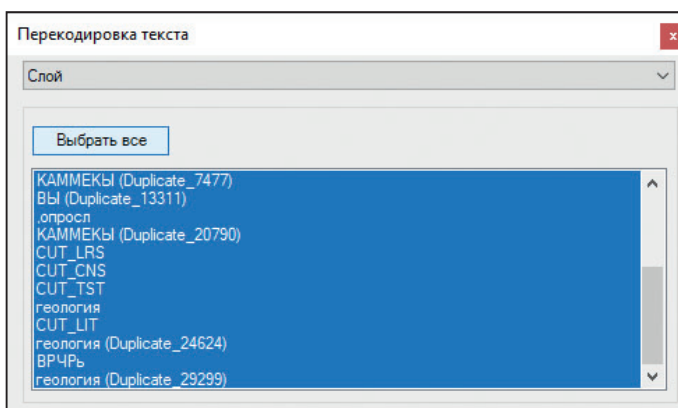 Перекодировка текста
x
Слой
Выбрать все
КАММЕКЫ (Duplicate_7477)
ВЫ (Duplicate_13311)
,опросл
КАММЕКЫ (Duplicate_20790)
CUT_LRS
CUT_CNS
CUT_TST
геология
CUT_LIT
геология (Duplicate_24624)
ВРЧРь
геология (Duplicate_29299)